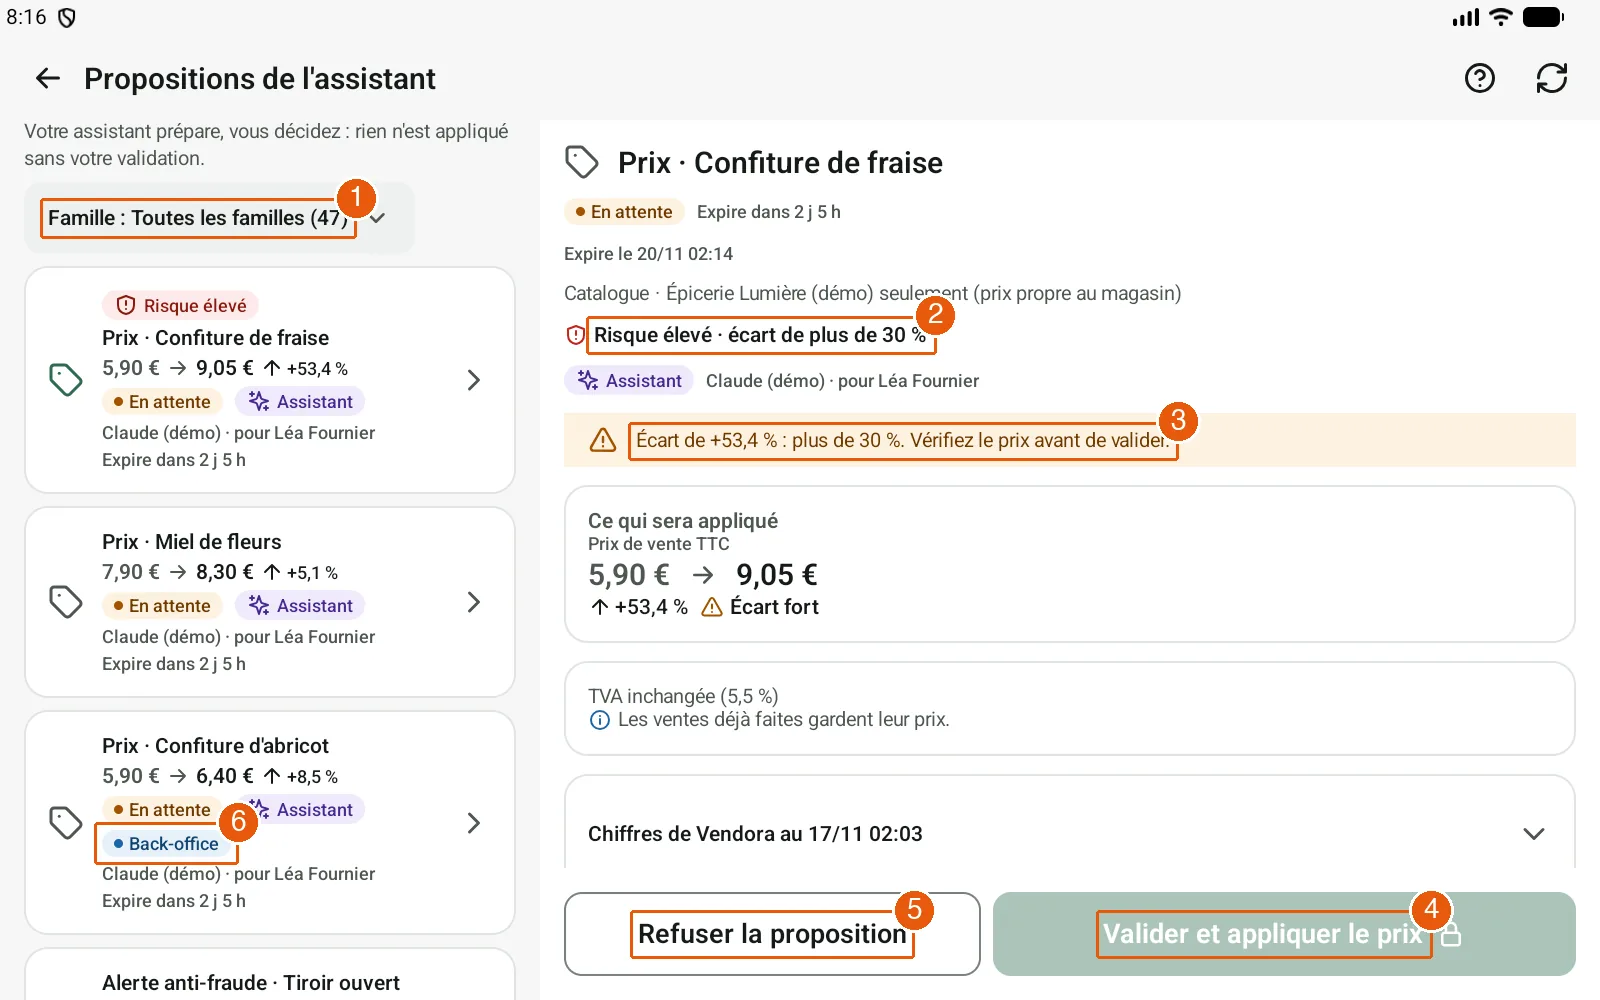 8:16
Propositions de l'assistant
Votre assistant prépare, vous décidez : rien n'est appliqué
sans votre validation.
1
Famille : Toutes les familles (47)
Risque élevé
Prix · Confiture de fraise
5,90 € → 9,05 € ↑ +53,4 %
En attente Assistant
Claude (démo) · pour Léa Fournier
Expire dans 2 j 5 h
Prix · Miel de fleurs
7,90 € → 8,30 € ↑ +5,1 %
En attente Assistant
Claude (démo) · pour Léa Fournier
Expire dans 2 j 5 h
Prix · Confiture d'abricot
5,90 € → 6,40 € ↑ +8,5 %
En attente Assistant
6
Back-office
Claude (démo) · pour Léa Fournier
Expire dans 2 j 5 h
Alerte anti-fraude · Tiroir ouvert
Prix · Confiture de fraise
En attente Expire dans 2 j 5 h
Expire le 20/11 02:14
Catalogue · Épicerie Lumière (démo) seulement (prix propre au magasin)
2
Risque élevé · écart de plus de 30 %
Assistant Claude (démo) · pour Léa Fournier
3
Écart de +53,4 % : plus de 30 %. Vérifiez le prix avant de valider.
Ce qui sera appliqué
Prix de vente TTC
5,90 € → 9,05 €
↑ +53,4 % Écart fort
TVA inchangée (5,5 %)
Les ventes déjà faites gardent leur prix.
Chiffres de Vendora au 17/11 02:03
5
Refuser la proposition
4
Valider et appliquer le prix